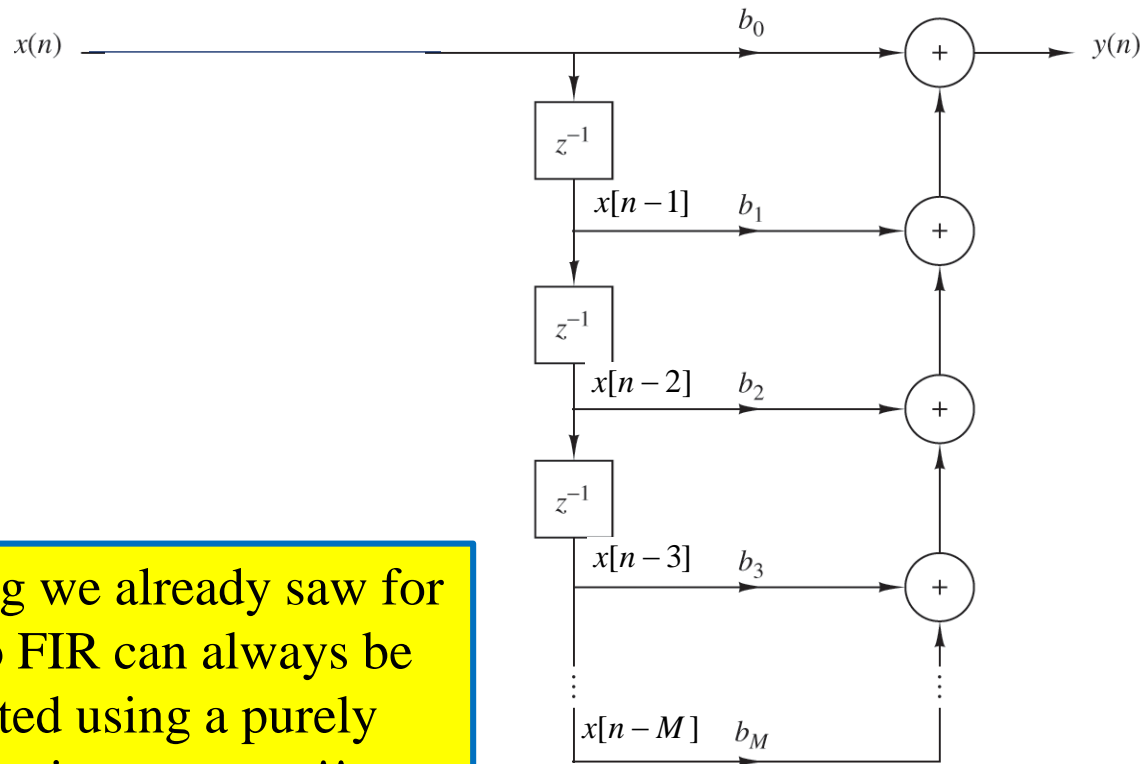 x(n) b₀ + y(n)
z⁻¹
x[n − 1] b₁ +
z⁻¹
x[n − 2] b₂ +
z⁻¹
x[n − 3] b₃ +
g we already saw for
FIR can always be
ted using a purely
⋮ ⋮
x[n − M] b_M